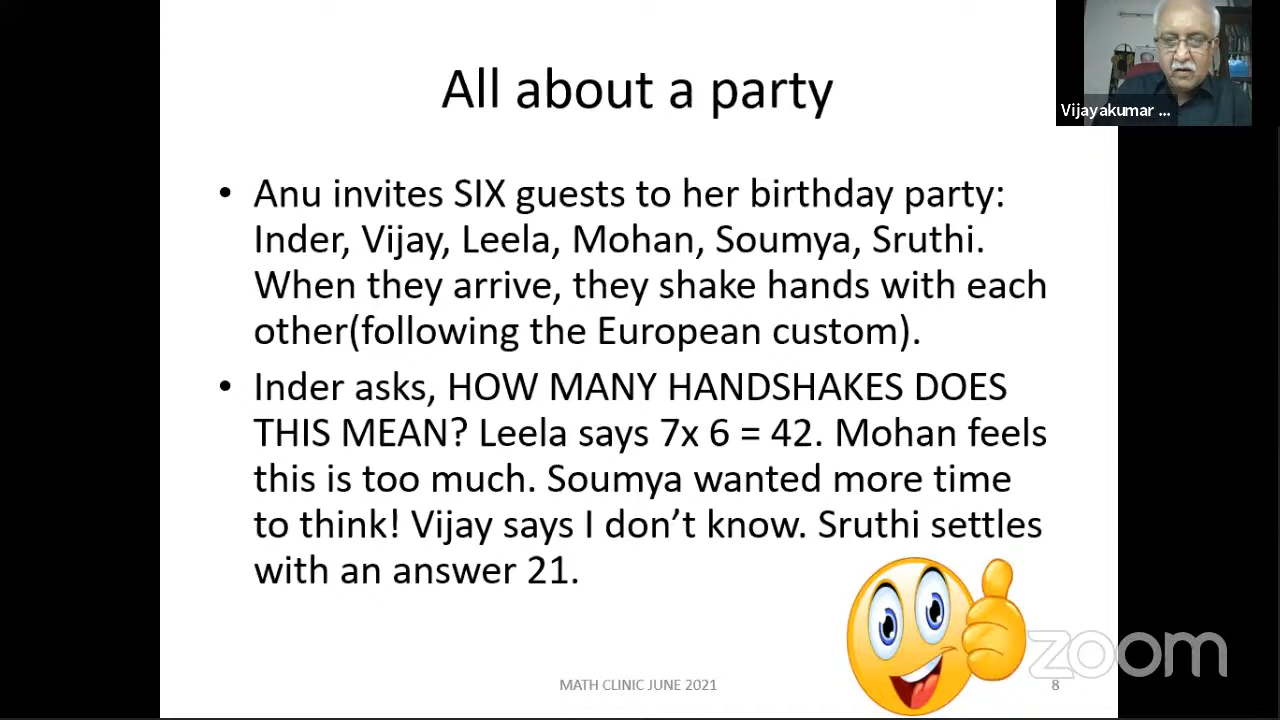 All about a party
Vijayakumar ...
• Anu invites SIX guests to her birthday party:
Inder, Vijay, Leela, Mohan, Soumya, Sruthi.
When they arrive, they shake hands with each
other(following the European custom).
• Inder asks, HOW MANY HANDSHAKES DOES
THIS MEAN? Leela says 7x 6 = 42. Mohan feels
this is too much. Soumya wanted more time
to think! Vijay says I don’t know. Sruthi settles
with an answer 21.
zoom
MATH CLINIC JUNE 2021
8